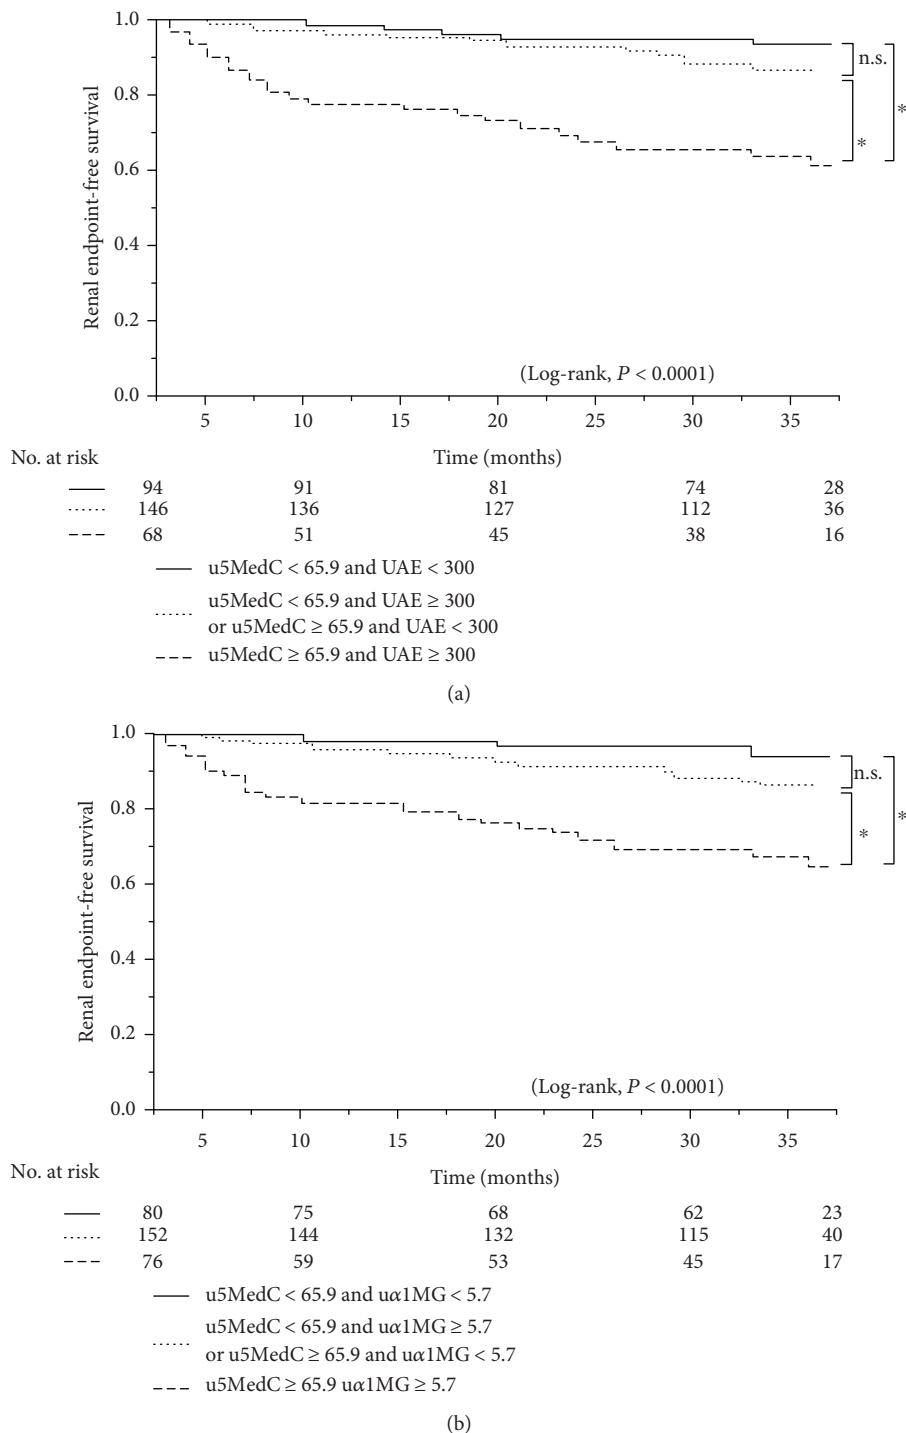 1.0
0.8
0.6
0.4
0.2
0.0
Renal endpoint-free survival
n.s.
*
*
(Log-rank, P < 0.0001)
5 10 15 20 25 30 35
No. at risk Time (months)
94 91 81 74 28
146 136 127 112 36
68 51 45 38 16
u5MedC < 65.9 and UAE < 300
u5MedC < 65.9 and UAE ≥ 300
or u5MedC ≥ 65.9 and UAE < 300
u5MedC ≥ 65.9 and UAE ≥ 300
(a)
1.0
0.8
0.6
0.4
0.2
0.0
Renal endpoint-free survival
n.s.
*
*
(Log-rank, P < 0.0001)
5 10 15 20 25 30 35
No. at risk Time (months)
80 75 68 62 23
152 144 132 115 40
76 59 53 45 17
u5MedC < 65.9 and uα1MG < 5.7
u5MedC < 65.9 and uα1MG ≥ 5.7
or u5MedC ≥ 65.9 and uα1MG < 5.7
u5MedC ≥ 65.9 uα1MG ≥ 5.7
(b)